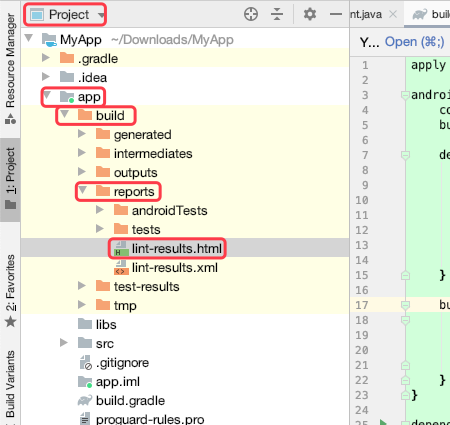 Project
nt.java
buil
MyApp ~/Downloads/MyApp
Y... Open (⌘;)
.gradle
.idea
app
build
generated
intermediates
outputs
reports
androidTests
tests
lint-results.html
lint-results.xml
test-results
tmp
libs
src
.gitignore
app.iml
build.gradle
proguard-rules.pro
Resource Manager
1: Project
2: Favorites
Build Variants
1 apply
2
3 android
4 co
5 bu
6
7 de
8
9
10
11
12
13
14
15 }
16
17 bu
18
19
20
21
22 }
23 }
24
25 depend